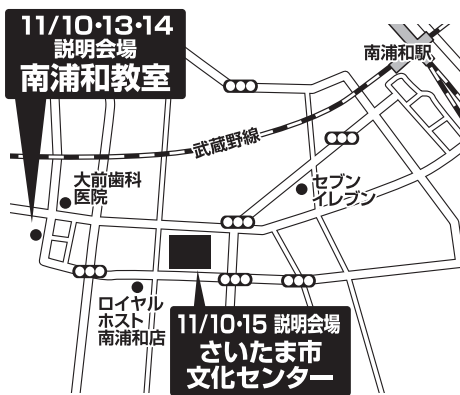 11/10・13・14
説明会場
南浦和教室
南浦和駅
武蔵野線
大前歯科
医院
セブン
イレブン
ロイヤル
ホスト
南浦和店
11/10・15 説明会場
さいたま市
文化センター